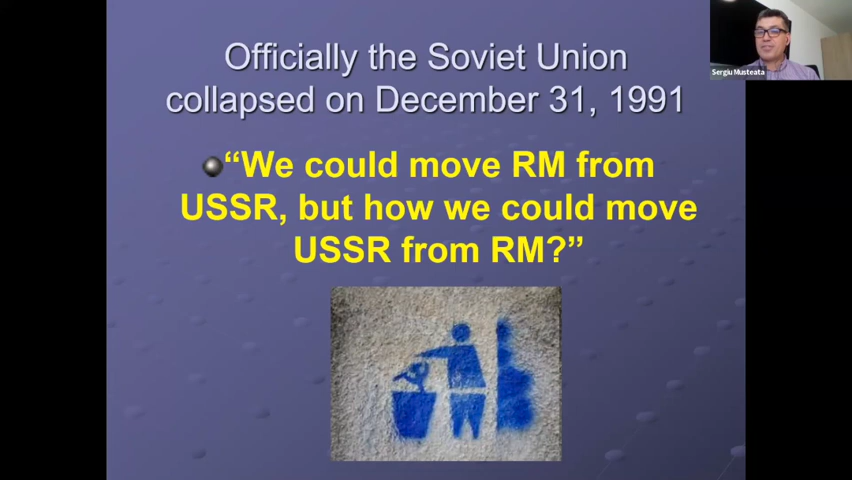 Officially the Soviet Union
collapsed on December 31, 1991
“We could move RM from
USSR, but how we could move
USSR from RM?”
Sergiu Musteata